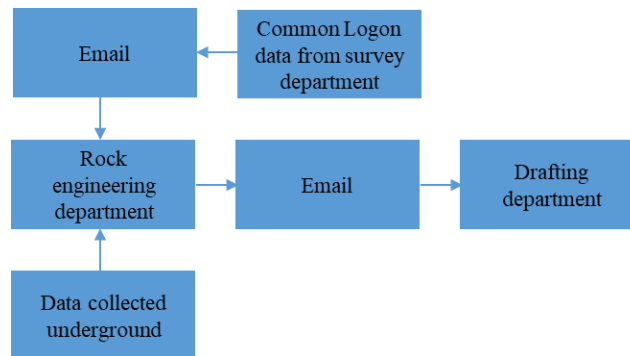 Email
Common Logon
data from survey
department
Rock
engineering
department
Email
Drafting
department
Data collected
underground